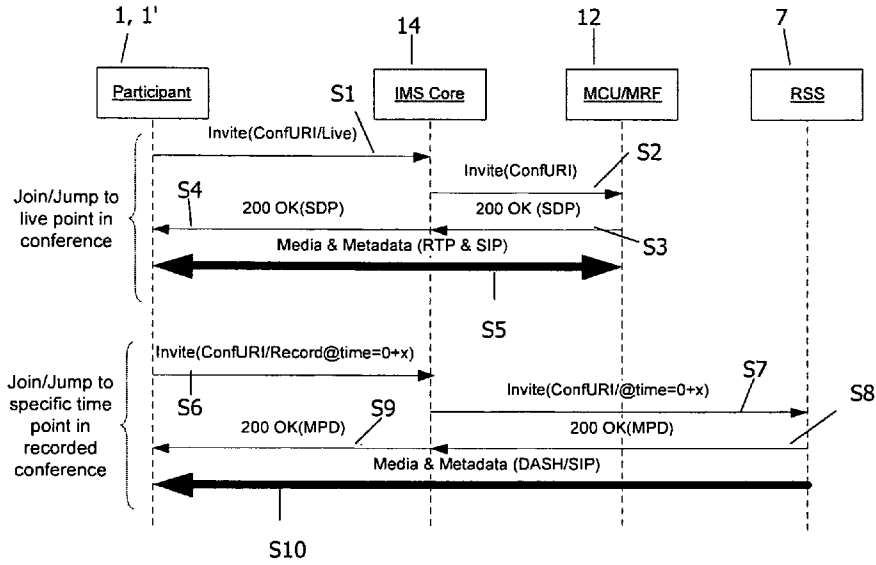 1, 1'
14
12
7
Participant
IMS Core
MCU/MRF
RSS
S1
Invite(ConfURI/Live)
S2
Invite(ConfURI)
Join/Jump to
live point in
conference
S4
200 OK(SDP)
200 OK (SDP)
S3
Media & Metadata (RTP & SIP)
S5
Invite(ConfURI/Record@time=0+x)
Join/Jump to
specific time
point in
recorded
conference
S6
Invite(ConfURI/@time=0+x)
S7
S8
S9
200 OK(MPD)
200 OK(MPD)
Media & Metadata (DASH/SIP)
S10